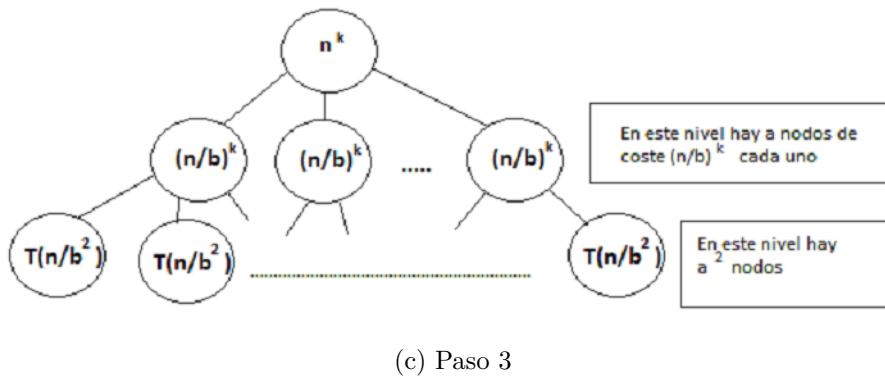 n^k
(n/b)^k
(n/b)^k
.....
(n/b)^k
En este nivel hay a nodos de
coste (n/b)^k cada uno
T(n/b^2)
T(n/b^2)
T(n/b^2)
En este nivel hay
a^2 nodos
(c) Paso 3